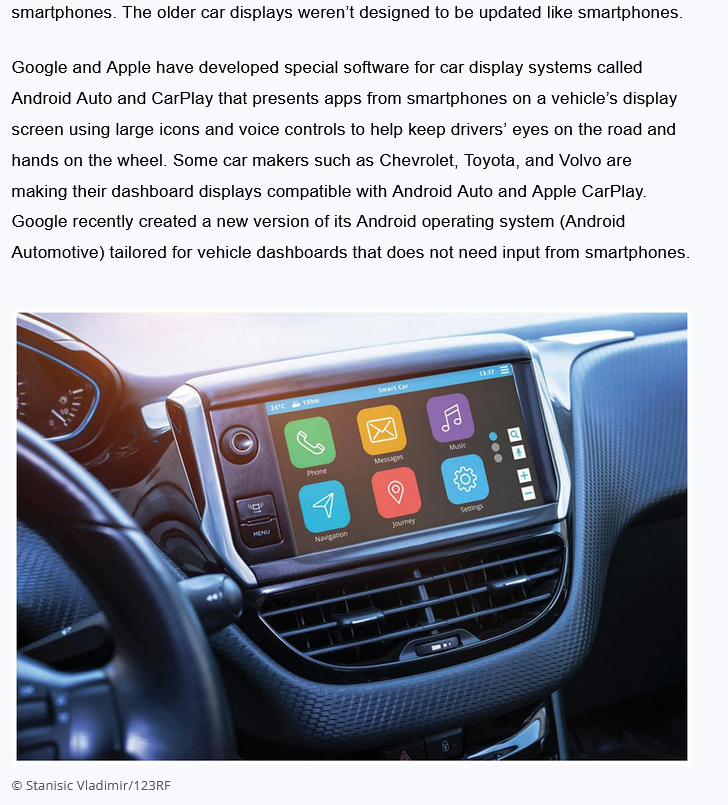 smartphones. The older car displays weren’t designed to be updated like smartphones.
Google and Apple have developed special software for car display systems called
Android Auto and CarPlay that presents apps from smartphones on a vehicle’s display
screen using large icons and voice controls to help keep drivers’ eyes on the road and
hands on the wheel. Some car makers such as Chevrolet, Toyota, and Volvo are
making their dashboard displays compatible with Android Auto and Apple CarPlay.
Google recently created a new version of its Android operating system (Android
Automotive) tailored for vehicle dashboards that does not need input from smartphones.
24°C 130m Smart Car 13:37
Phone Messages Music
Navigation Journey Settings
MENU
© Stanisic Vladimir/123RF